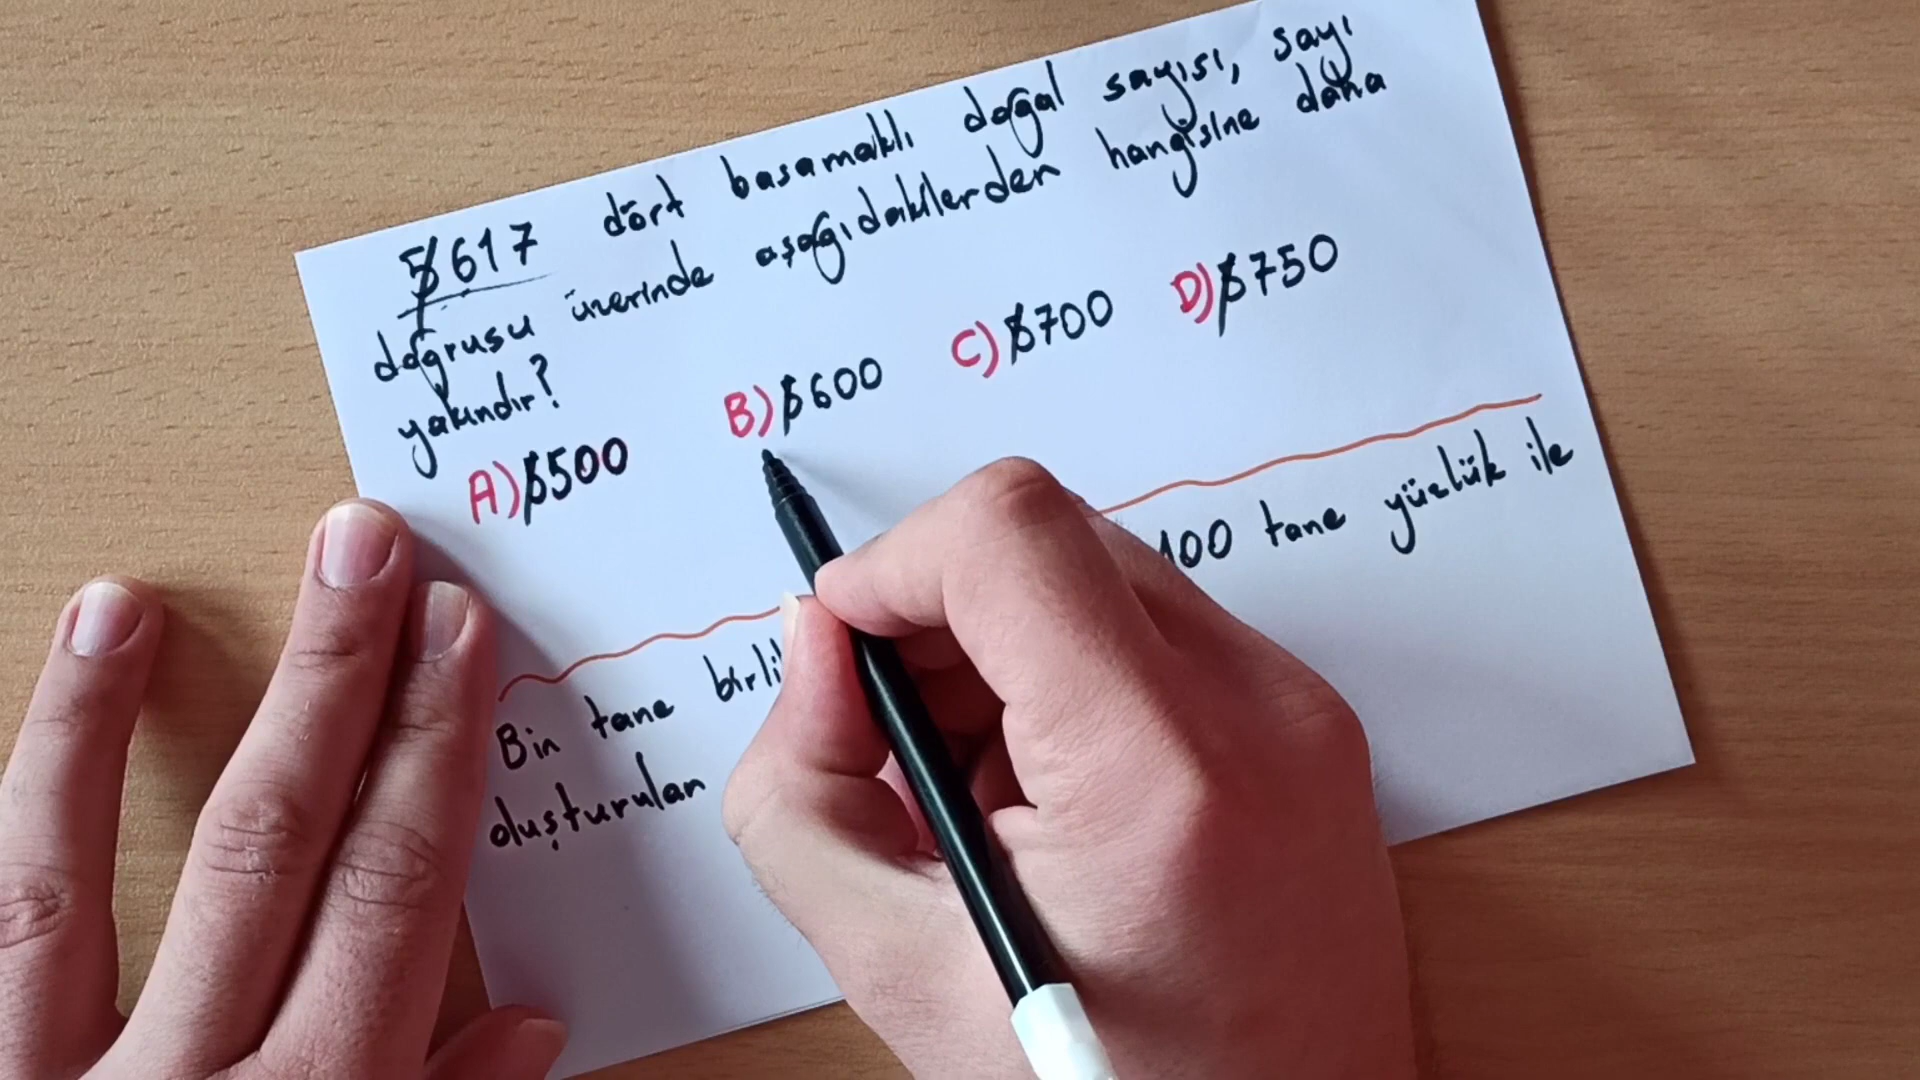 5617 dört basamaklı doğal sayısı, sayı
doğrusu üzerinde aşağıdakilerden hangisine daha
yakındır?
A) 5500 B) 5600 C) 5700 D) 5750
Bin tane 100 tane yüzlük ile
oluşturulan